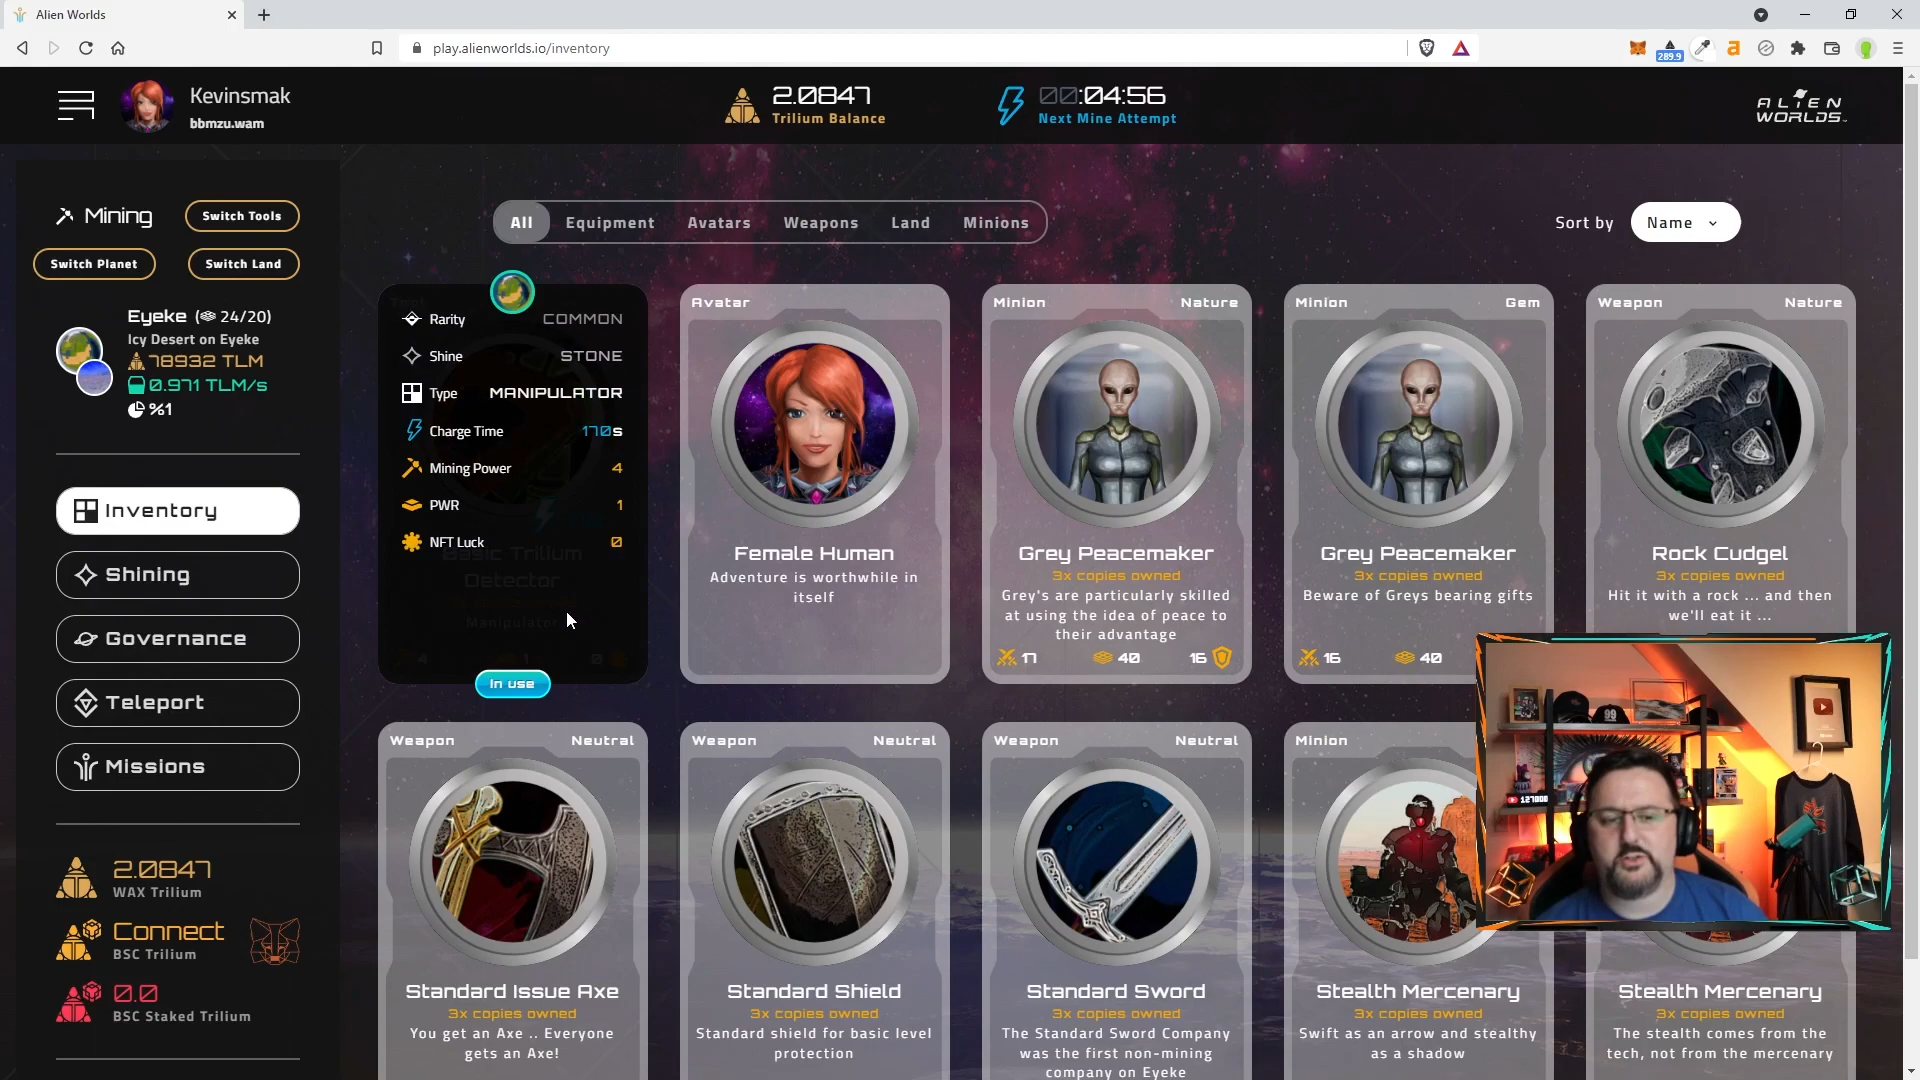 Alien Worlds
play.alienworlds.io/inventory
289.9
Kevinsmak
bbmzu.wam
2.0847
Trilium Balance
00:04:56
Next Mine Attempt
ALIEN
WORLDS
Mining
Switch Tools
Switch Planet
Switch Land
Eyeke ( 24/20)
Icy Desert on Eyeke
78932 TLM
0.971 TLM/s
%1
Inventory
Shining
Governance
Teleport
Missions
2.0847
WAX Trilium
Connect
BSC Trilium
0.0
BSC Staked Trilium
All
Equipment
Avatars
Weapons
Land
Minions
Sort by
Name
Rarity COMMON
Shine STONE
Type MANIPULATOR
Charge Time 170s
Mining Power 4
PWR 1
NFT Luck 0
Basic Trilium
Detector
Manipulator
4 1 0
In use
Avatar
Female Human
Adventure is worthwhile in
itself
Minion Nature
Grey Peacemaker
3x copies owned
Grey's are particularly skilled
at using the idea of peace to
their advantage
17 40 16
Minion Gem
Grey Peacemaker
3x copies owned
Beware of Greys bearing gifts
16 40
Weapon Nature
Rock Cudgel
3x copies owned
Hit it with a rock ... and then
we'll eat it ...
Weapon Neutral
Standard Issue Axe
3x copies owned
You get an Axe .. Everyone
gets an Axe!
Weapon Neutral
Standard Shield
3x copies owned
Standard shield for basic level
protection
Weapon Neutral
Standard Sword
3x copies owned
The Standard Sword Company
was the first non-mining
company on Eyeke
Minion
Stealth Mercenary
3x copies owned
Swift as an arrow and stealthy
as a shadow
Stealth Mercenary
3x copies owned
The stealth comes from the
tech, not from the mercenary
99